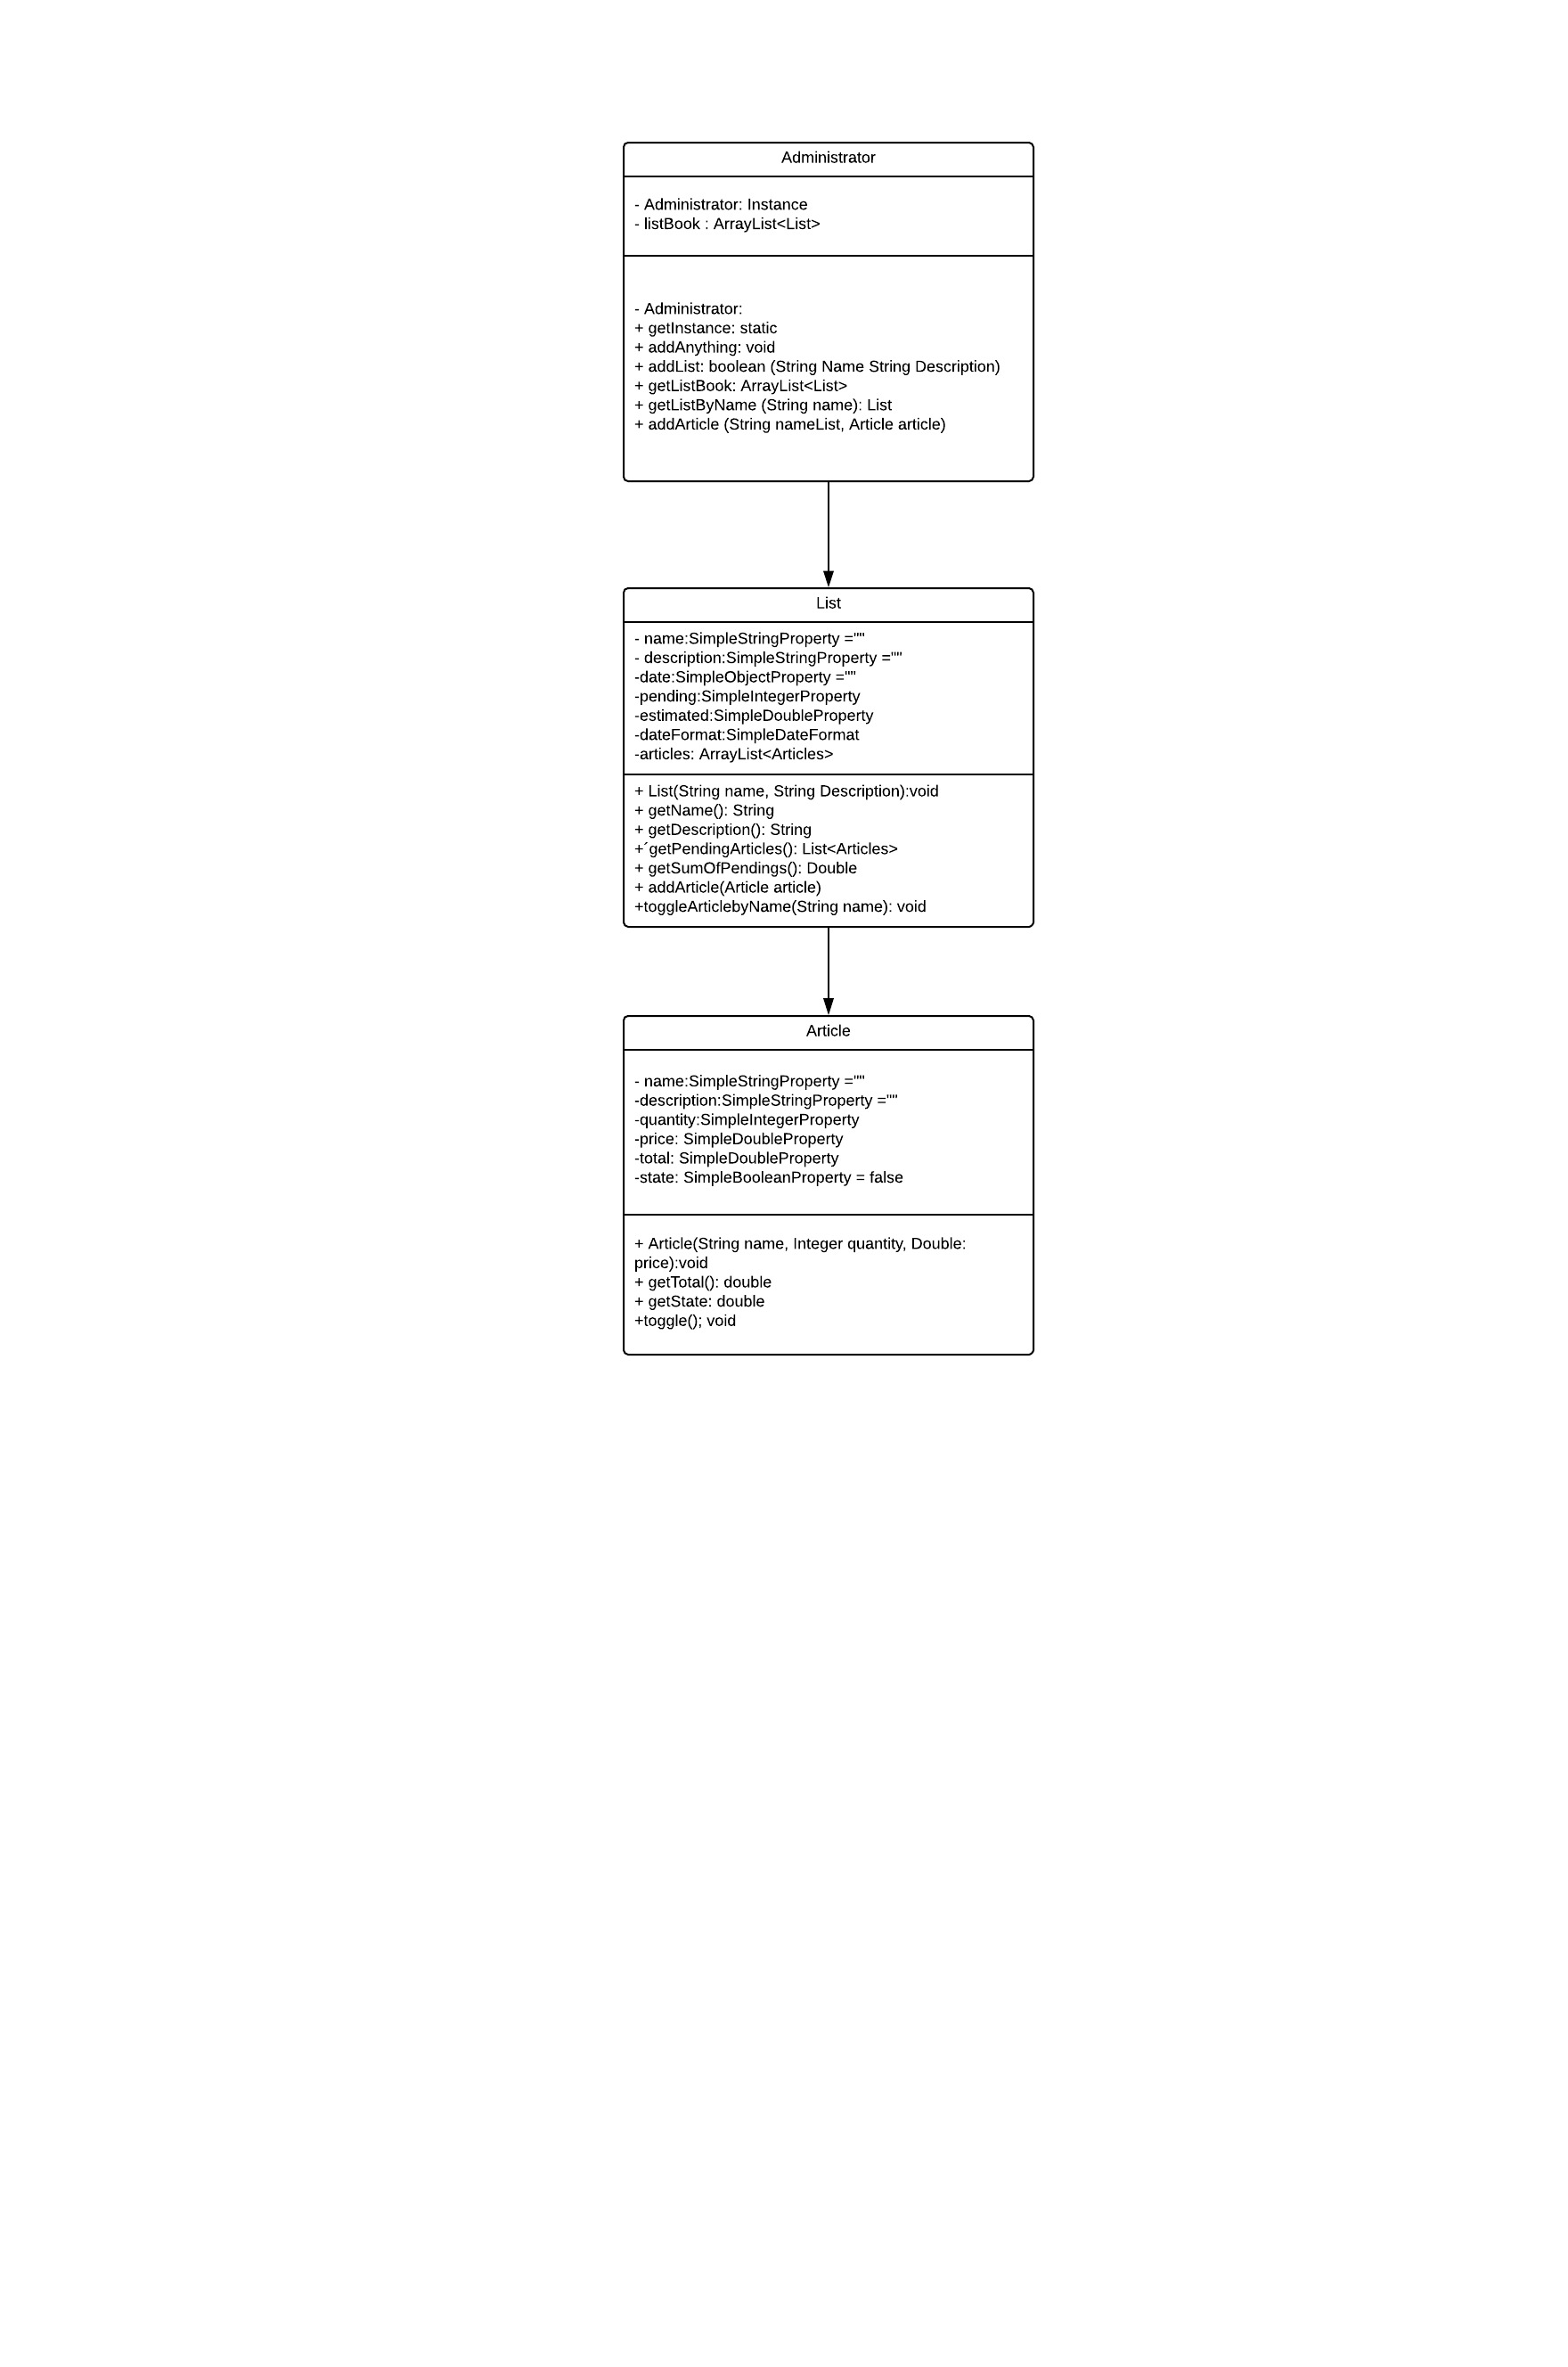 Administrator
- Administrator: Instance
- listBook : ArrayList<List>
- Administrator:
+ getInstance: static
+ addAnything: void
+ addList: boolean (String Name String Description)
+ getListBook: ArrayList<List>
+ getListByName (String name): List
+ addArticle (String nameList, Article article)
List
- name:SimpleStringProperty =""
- description:SimpleStringProperty =""
-date:SimpleObjectProperty =""
-pending:SimpleIntegerProperty
-estimated:SimpleDoubleProperty
-dateFormat:SimpleDateFormat
-articles: ArrayList<Articles>
+ List(String name, String Description):void
+ getName(): String
+ getDescription(): String
+´getPendingArticles(): List<Articles>
+ getSumOfPendings(): Double
+ addArticle(Article article)
+toggleArticlebyName(String name): void
Article
- name:SimpleStringProperty =""
-description:SimpleStringProperty =""
-quantity:SimpleIntegerProperty
-price: SimpleDoubleProperty
-total: SimpleDoubleProperty
-state: SimpleBooleanProperty = false
+ Article(String name, Integer quantity, Double:
price):void
+ getTotal(): double
+ getState: double
+toggle(); void